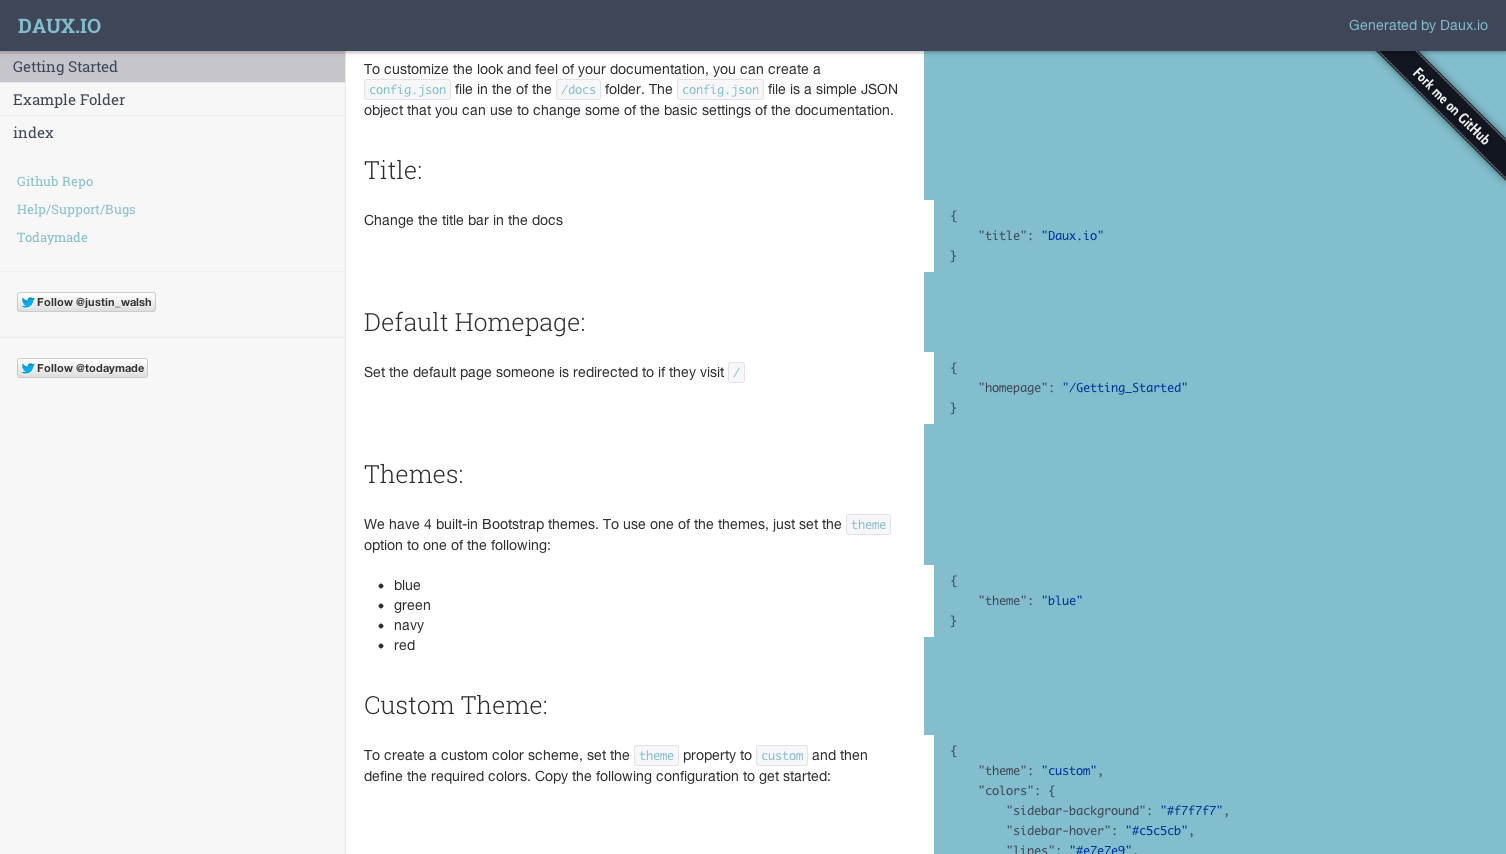 DAUX.IO
Generated by Daux.io
Getting Started
Example Folder
index
Github Repo
Help/Support/Bugs
Todaymade
Follow @justin_walsh
Follow @todaymade
To customize the look and feel of your documentation, you can create a
config.json file in the of the /docs folder. The config.json file is a simple JSON
object that you can use to change some of the basic settings of the documentation.
Title:
Change the title bar in the docs
{
"title": "Daux.io"
}
Default Homepage:
Set the default page someone is redirected to if they visit /
{
"homepage": "/Getting_Started"
}
Themes:
We have 4 built-in Bootstrap themes. To use one of the themes, just set the theme
option to one of the following:
blue
green
navy
red
{
"theme": "blue"
}
Custom Theme:
To create a custom color scheme, set the theme property to custom and then
define the required colors. Copy the following configuration to get started:
{
"theme": "custom",
"colors": {
"sidebar-background": "#f7f7f7",
"sidebar-hover": "#c5c5cb",
"lines": "#e7e7e9",
Fork me on GitHub